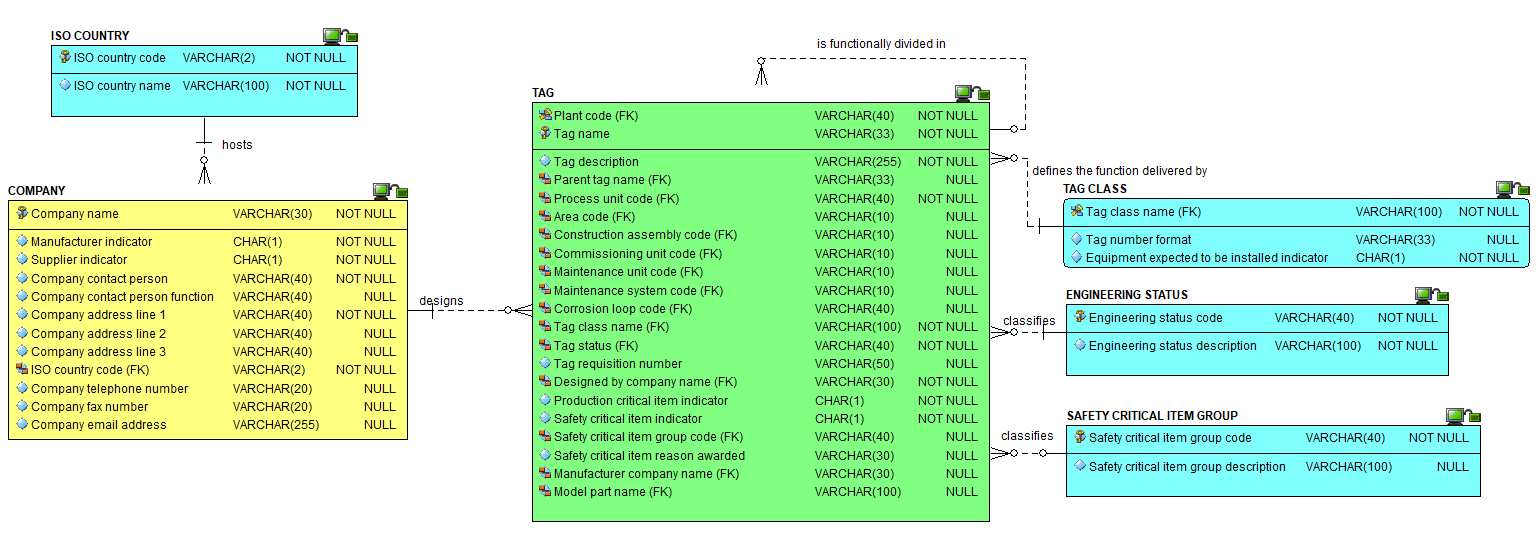 ISO COUNTRY
ISO country code VARCHAR(2) NOT NULL
ISO country name VARCHAR(100) NOT NULL
hosts
COMPANY
Company name VARCHAR(30) NOT NULL
Manufacturer indicator CHAR(1) NOT NULL
Supplier indicator CHAR(1) NOT NULL
Company contact person VARCHAR(40) NOT NULL
Company contact person function VARCHAR(40) NULL
Company address line 1 VARCHAR(40) NOT NULL
Company address line 2 VARCHAR(40) NULL
Company address line 3 VARCHAR(40) NULL
ISO country code (FK) VARCHAR(2) NOT NULL
Company telephone number VARCHAR(20) NULL
Company fax number VARCHAR(20) NULL
Company email address VARCHAR(255) NULL
designs
is functionally divided in
TAG
Plant code (FK) VARCHAR(40) NOT NULL
Tag name VARCHAR(33) NOT NULL
Tag description VARCHAR(255) NOT NULL
Parent tag name (FK) VARCHAR(33) NULL
Process unit code (FK) VARCHAR(40) NOT NULL
Area code (FK) VARCHAR(10) NULL
Construction assembly code (FK) VARCHAR(10) NULL
Commissioning unit code (FK) VARCHAR(10) NULL
Maintenance unit code (FK) VARCHAR(10) NULL
Maintenance system code (FK) VARCHAR(10) NULL
Corrosion loop code (FK) VARCHAR(40) NULL
Tag class name (FK) VARCHAR(100) NOT NULL
Tag status (FK) VARCHAR(40) NOT NULL
Tag requisition number VARCHAR(50) NULL
Designed by company name (FK) VARCHAR(30) NOT NULL
Production critical item indicator CHAR(1) NOT NULL
Safety critical item indicator CHAR(1) NOT NULL
Safety critical item group code (FK) VARCHAR(40) NULL
Safety critical item reason awarded VARCHAR(30) NULL
Manufacturer company name (FK) VARCHAR(30) NULL
Model part name (FK) VARCHAR(100) NULL
defines the function delivered by
TAG CLASS
Tag class name (FK) VARCHAR(100) NOT NULL
Tag number format VARCHAR(33) NULL
Equipment expected to be installed indicator CHAR(1) NOT NULL
classifies
ENGINEERING STATUS
Engineering status code VARCHAR(40) NOT NULL
Engineering status description VARCHAR(100) NOT NULL
classifies
SAFETY CRITICAL ITEM GROUP
Safety critical item group code VARCHAR(40) NOT NULL
Safety critical item group description VARCHAR(100) NULL